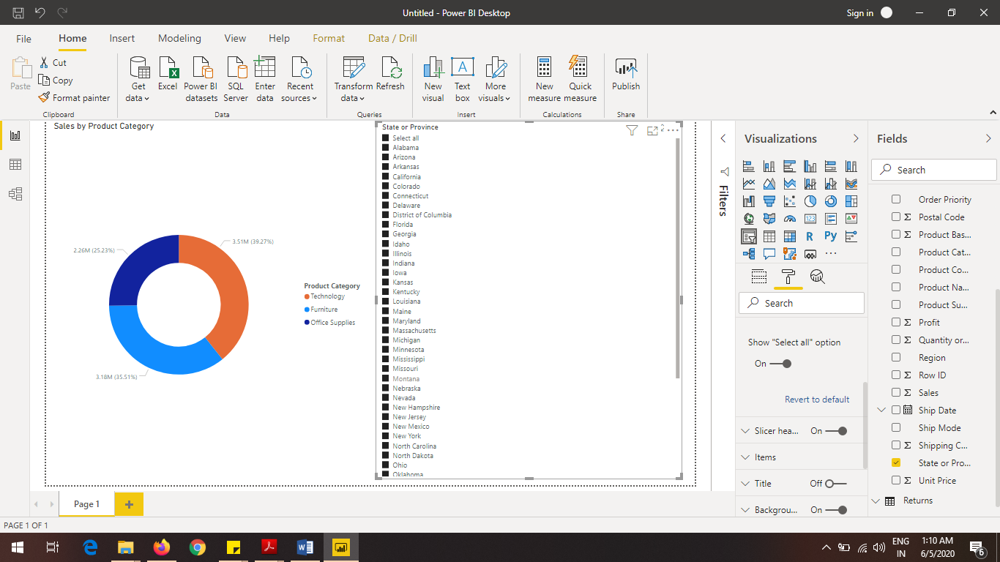 Untitled - Power BI Desktop
Sign in
File Home Insert Modeling View Help Format Data / Drill
Paste
Cut
Copy
Format painter
Clipboard
Get data
Excel
Power BI datasets
SQL Server
Enter data
Recent sources
Data
Transform data
Refresh
Queries
New visual
Text box
More visuals
Insert
New measure
Quick measure
Calculations
Publish
Share
Sales by Product Category
3.51M (39.27%)
2.26M (25.23%)
3.18M (35.51%)
Product Category
Technology
Furniture
Office Supplies
State or Province
Select all
Alabama
Arizona
Arkansas
California
Colorado
Connecticut
Delaware
District of Columbia
Florida
Georgia
Idaho
Illinois
Indiana
Iowa
Kansas
Kentucky
Louisiana
Maine
Maryland
Massachusetts
Michigan
Minnesota
Mississippi
Missouri
Montana
Nebraska
Nevada
New Hampshire
New Jersey
New Mexico
New York
North Carolina
North Dakota
Ohio
Oklahoma
Filters
Visualizations
123
R Py
Search
Show "Select all" option
On
Revert to default
Slicer hea... On
Items
Title Off
Backgrou... On
Fields
Search
Order Priority
Σ Postal Code
Σ Product Bas...
Product Cat...
Product Co...
Product Na...
Product Su...
Σ Profit
Σ Quantity or...
Region
Σ Row ID
Σ Sales
Ship Date
Ship Mode
Σ Shipping C...
State or Pro...
Σ Unit Price
Returns
Page 1
PAGE 1 OF 1
ENG
IN
1:10 AM
6/5/2020
6